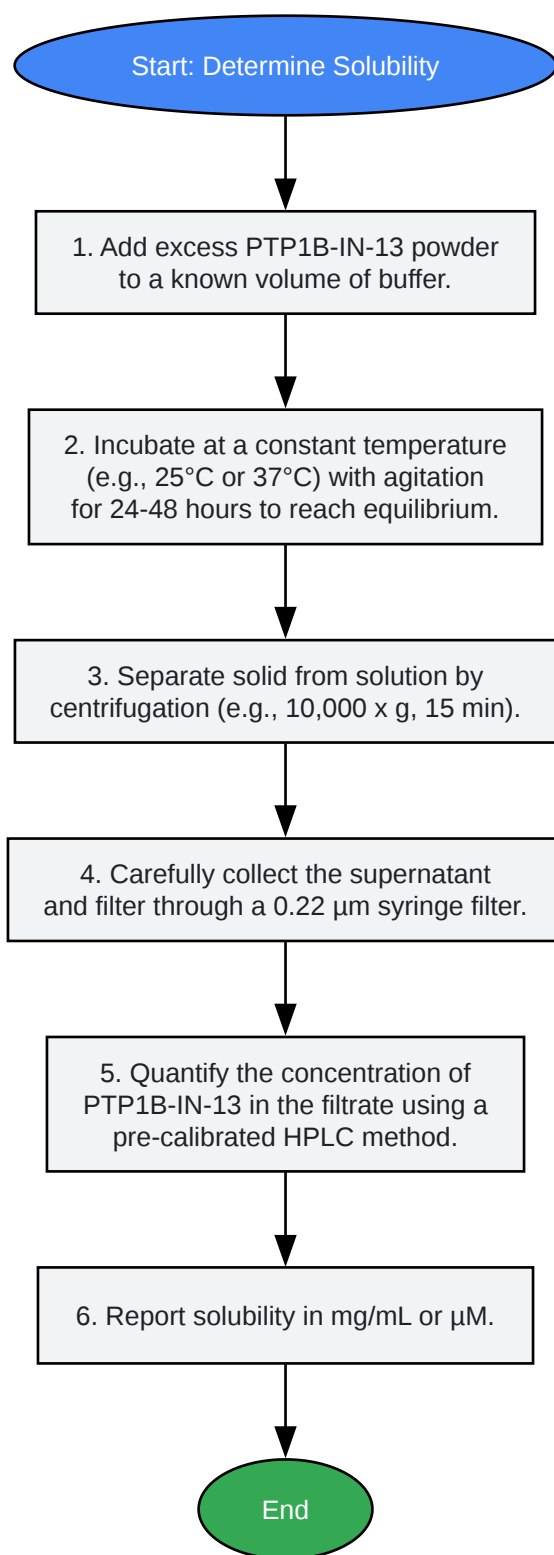 Start: Determine Solubility
1. Add excess PTP1B-IN-13 powder
to a known volume of buffer.
2. Incubate at a constant temperature
(e.g., 25°C or 37°C) with agitation
for 24-48 hours to reach equilibrium.
3. Separate solid from solution by
centrifugation (e.g., 10,000 x g, 15 min).
4. Carefully collect the supernatant
and filter through a 0.22 µm syringe filter.
5. Quantify the concentration of
PTP1B-IN-13 in the filtrate using a
pre-calibrated HPLC method.
6. Report solubility in mg/mL or µM.
End